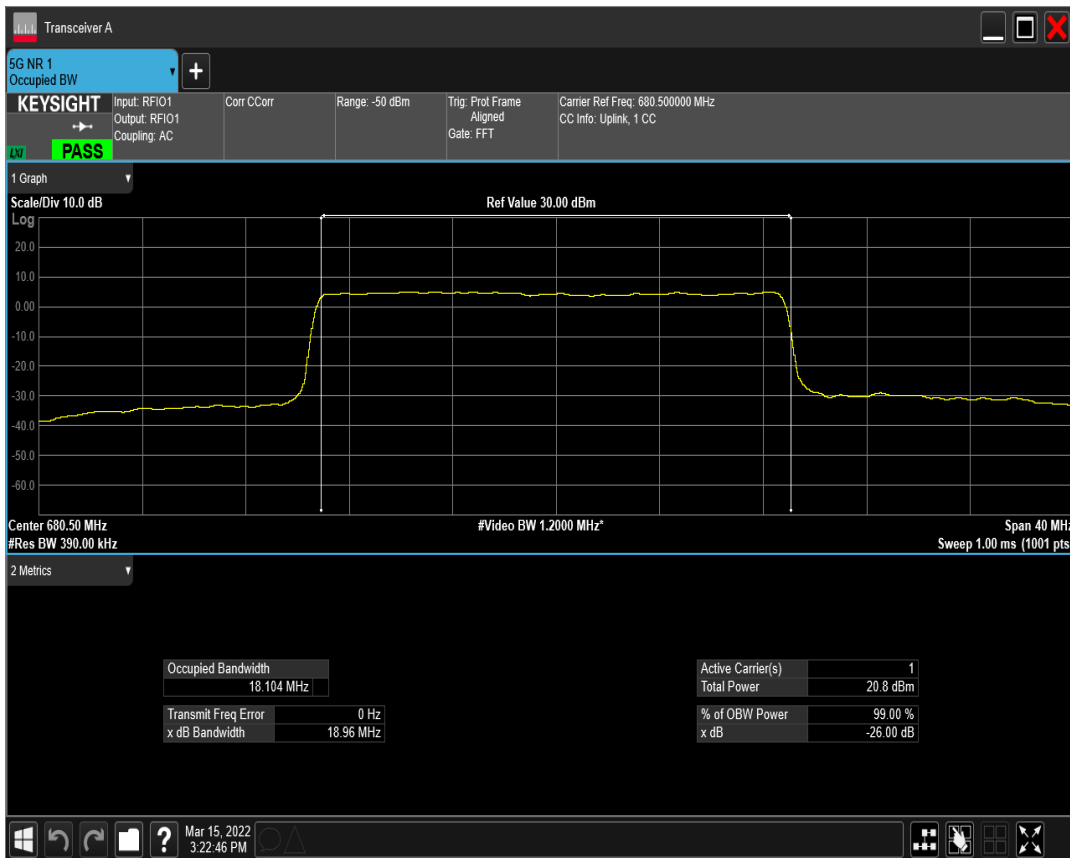 Transceiver A
5G NR 1
Occupied BW
KEYSIGHT
LXI
PASS
Input: RFIO1
Output: RFIO1
Coupling: AC
Corr CCorr
Range: -50 dBm
Trig: Prot Frame
Aligned
Gate: FFT
Carrier Ref Freq: 680.500000 MHz
CC Info: Uplink, 1 CC
1 Graph
Scale/Div 10.0 dB
Ref Value 30.00 dBm
Log
20.0
10.0
0.00
-10.0
-20.0
-30.0
-40.0
-50.0
-60.0
Center 680.50 MHz
#Video BW 1.2000 MHz*
Span 40 MHz
#Res BW 390.00 kHz
Sweep 1.00 ms (1001 pts
2 Metrics
Occupied Bandwidth
18.104 MHz
Transmit Freq Error 0 Hz
x dB Bandwidth 18.96 MHz
Active Carrier(s) 1
Total Power 20.8 dBm
% of OBW Power 99.00 %
x dB -26.00 dB
?
Mar 15, 2022
3:22:46 PM